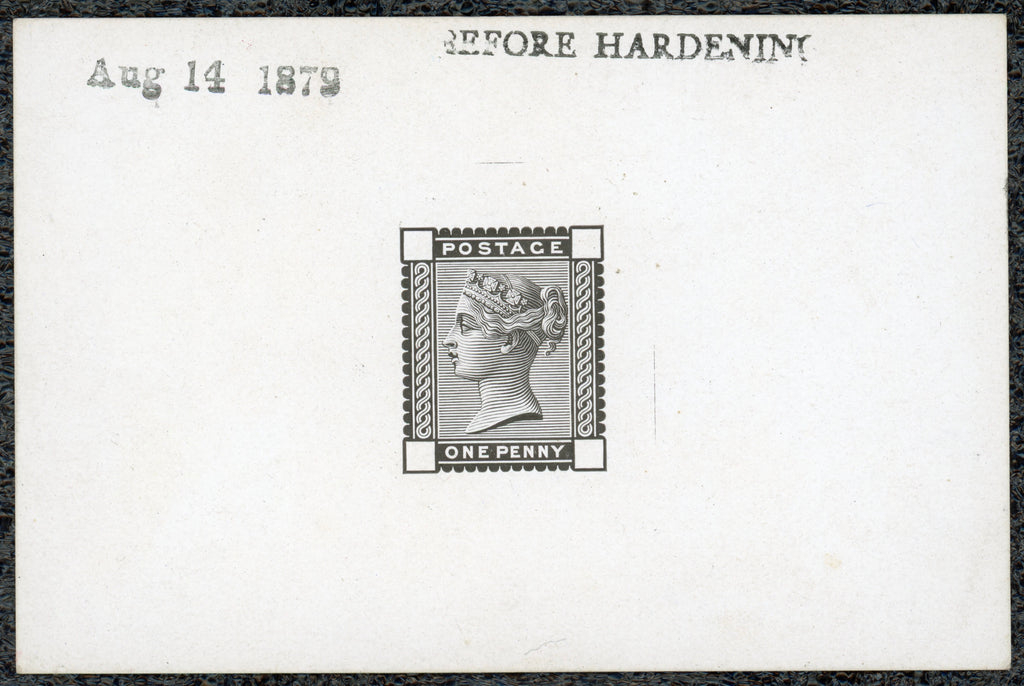 BEFORE HARDENING
Aug 14 1879
POSTAGE
ONE PENNY